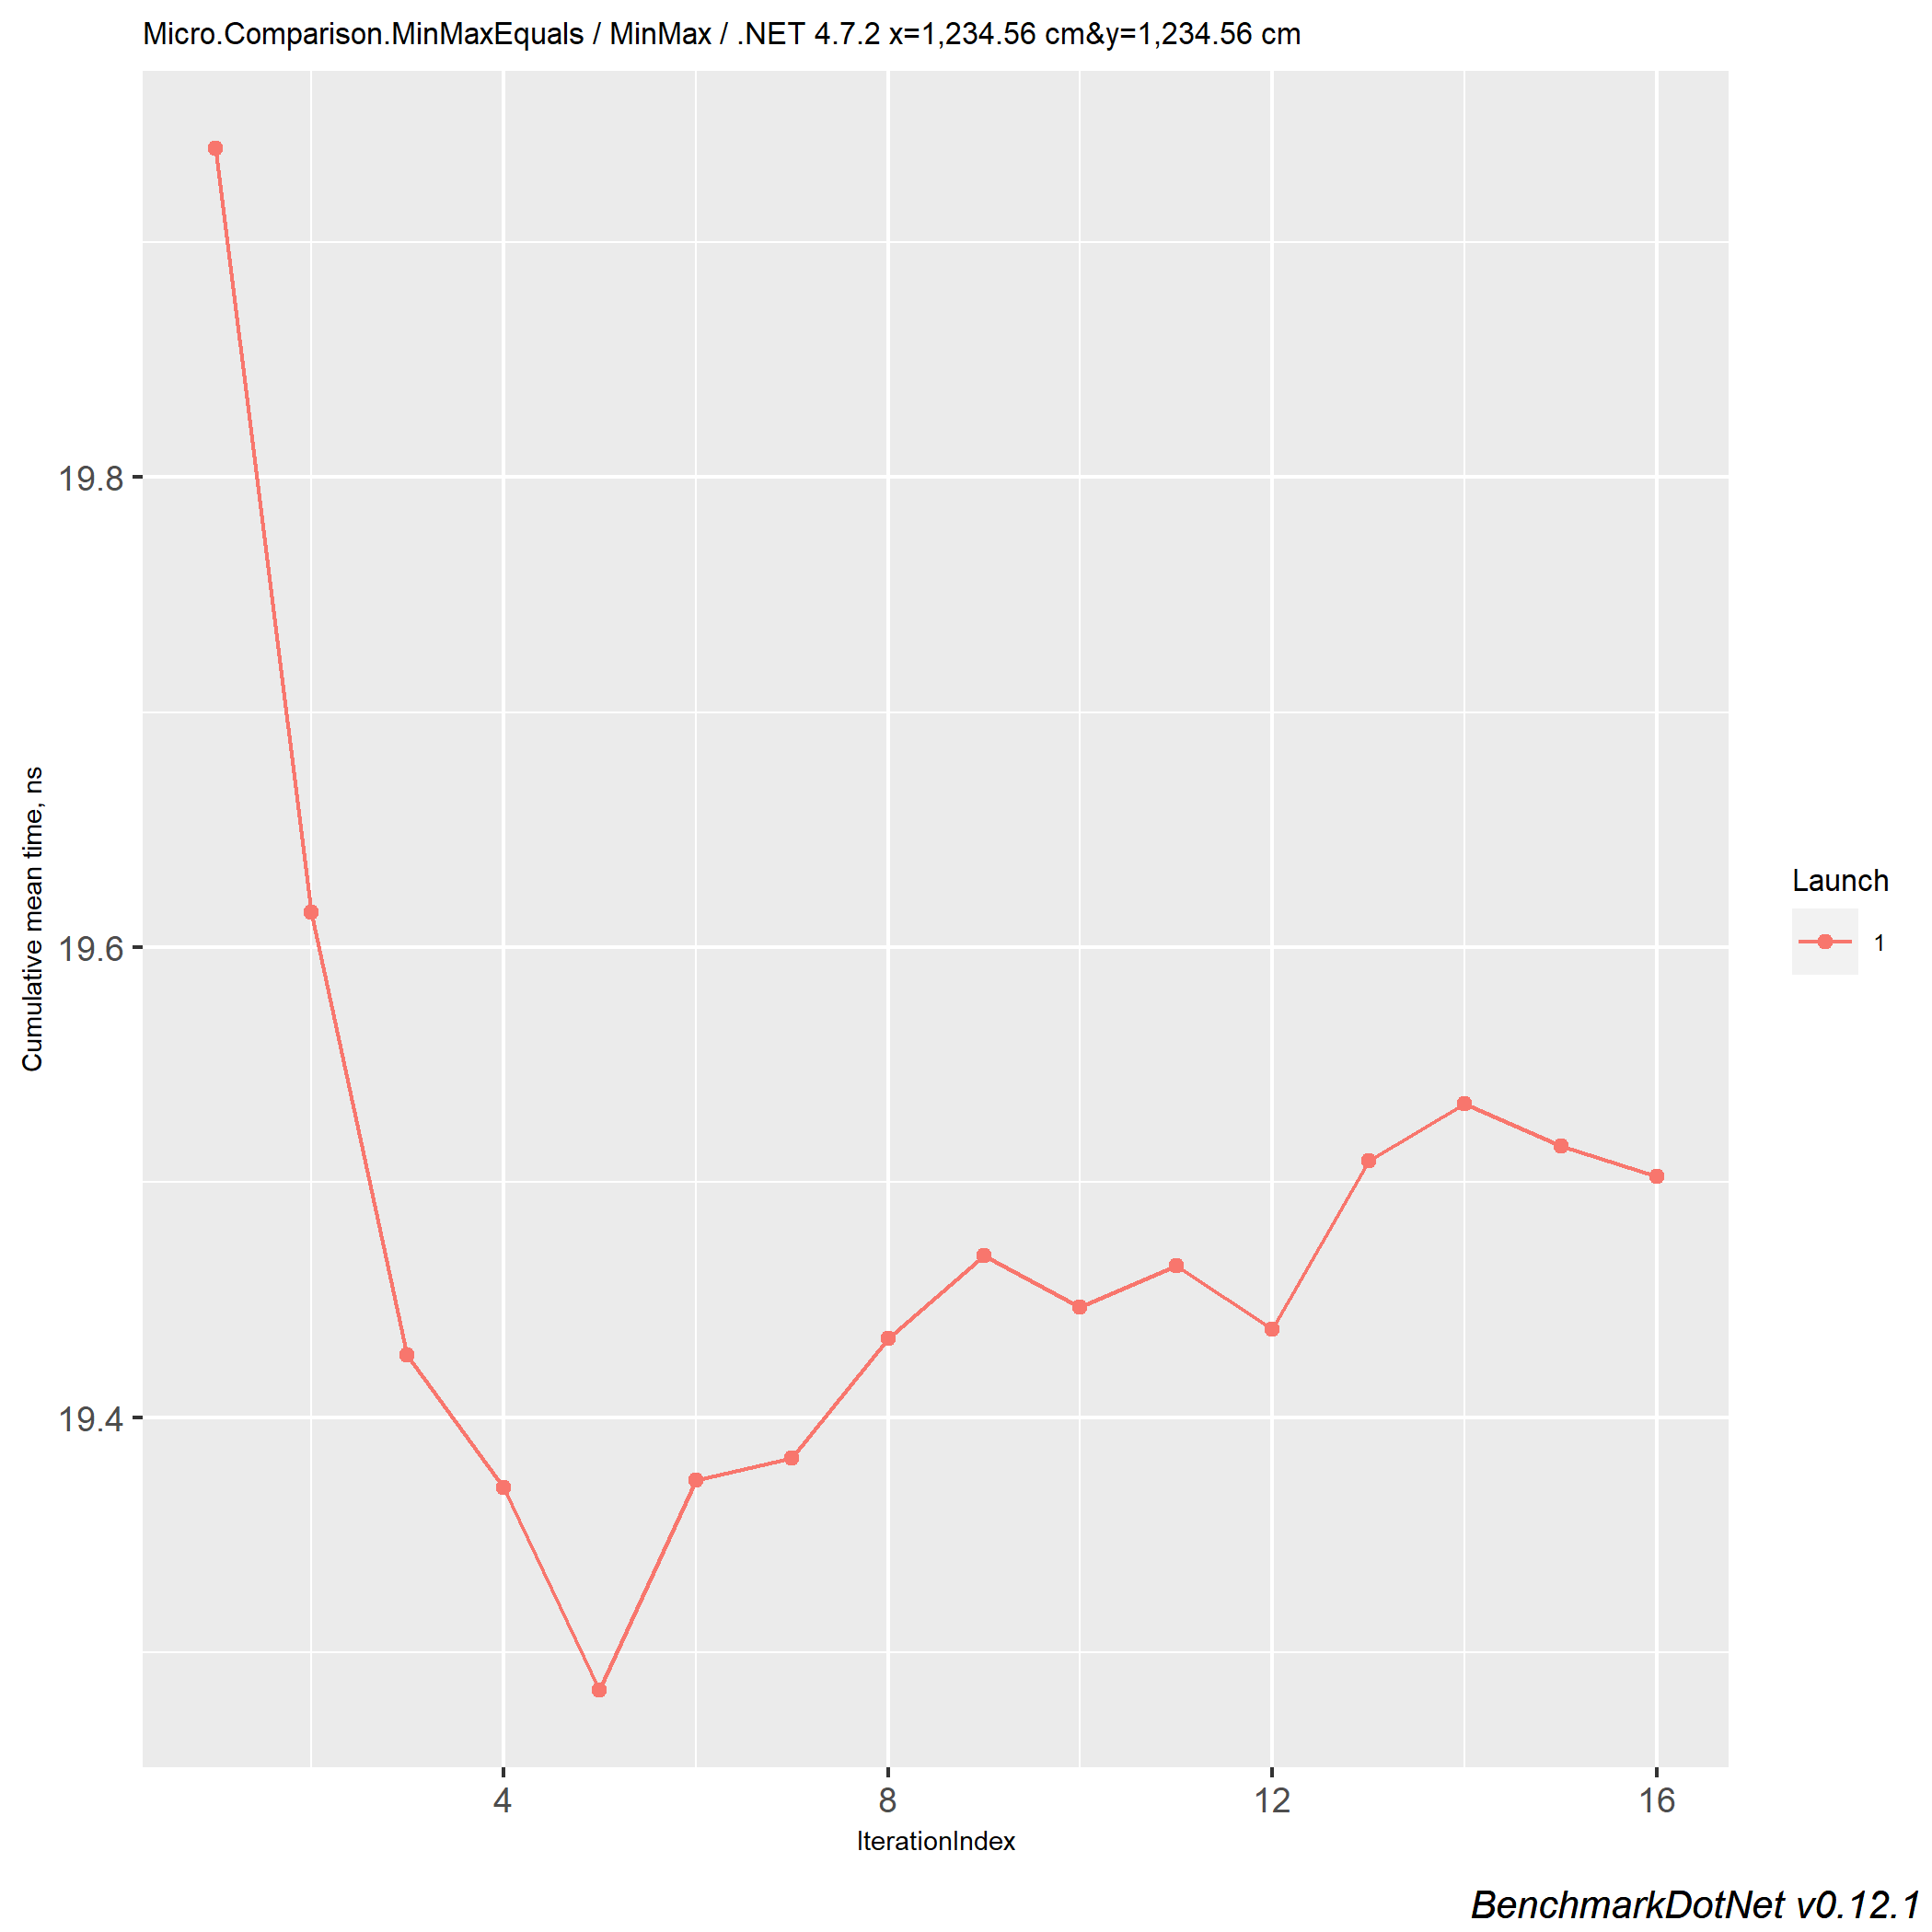 Micro.Comparison.MinMaxEquals / MinMax / .NET 4.7.2 x=1,234.56 cm&y=1,234.56 cm
Cumulative mean time, ns
19.8
19.6
19.4
4
8
12
16
IterationIndex
Launch
1
BenchmarkDotNet v0.12.1